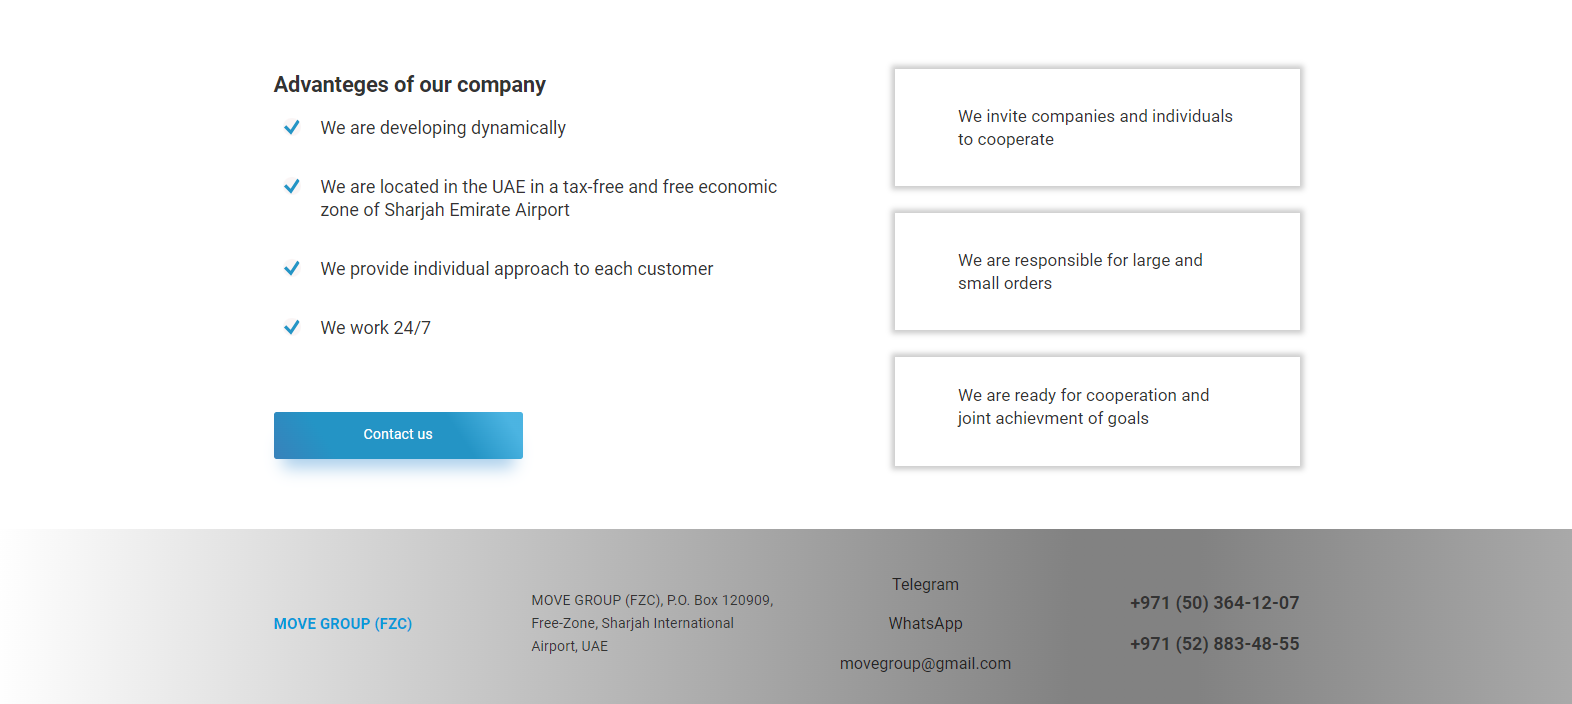 Advanteges of our company
We are developing dynamically
We are located in the UAE in a tax-free and free economic
zone of Sharjah Emirate Airport
We provide individual approach to each customer
We work 24/7
Contact us
We invite companies and individuals
to cooperate
We are responsible for large and
small orders
We are ready for cooperation and
joint achievment of goals
MOVE GROUP (FZC)
MOVE GROUP (FZC), P.O. Box 120909,
Free-Zone, Sharjah International
Airport, UAE
Telegram
WhatsApp
movegroup@gmail.com
+971 (50) 364-12-07
+971 (52) 883-48-55